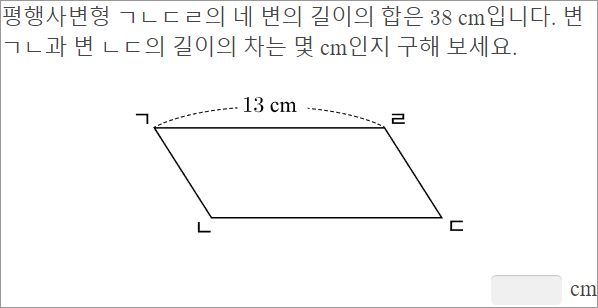 평행사변형 ㄱㄴㄷㄹ의 네 변의 길이의 합은 38 cm입니다. 변
ㄱㄴ과 변 ㄴㄷ의 길이의 차는 몇 cm인지 구해 보세요.
13 cm
ㄱ ㄹ
ㄴ ㄷ
cm